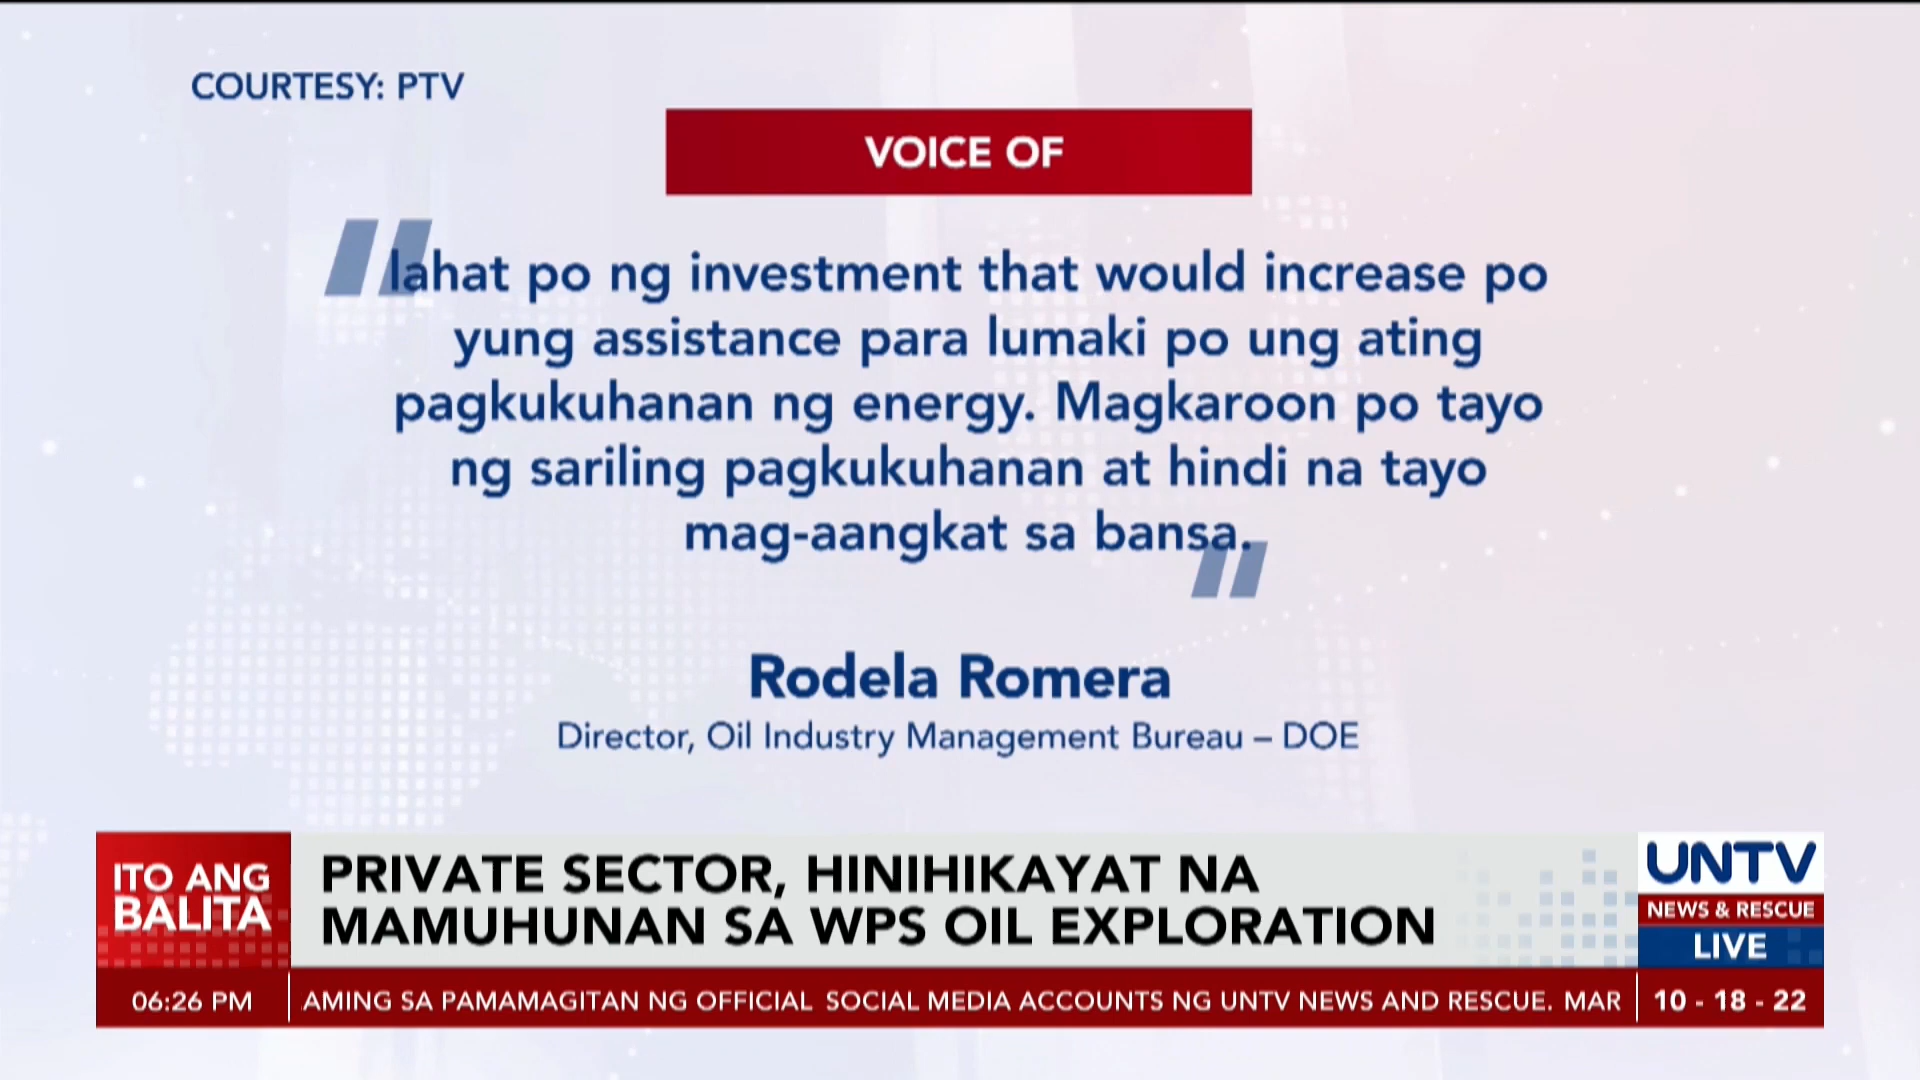 COURTESY: PTV
VOICE OF
lahat po ng investment that would increase po
yung assistance para lumaki po ung ating
pagkukuhanan ng energy. Magkaroon po tayo
ng sariling pagkukuhanan at hindi na tayo
mag-aangkat sa bansa.
Rodela Romera
Director, Oil Industry Management Bureau – DOE
ITO ANG
BALITA
PRIVATE SECTOR, HINIHIKAYAT NA
MAMUHUNAN SA WPS OIL EXPLORATION
UNTV
NEWS & RESCUE
LIVE
06:26 PM
AMING SA PAMAMAGITAN NG OFFICIAL SOCIAL MEDIA ACCOUNTS NG UNTV NEWS AND RESCUE. MAR
10 - 18 - 22